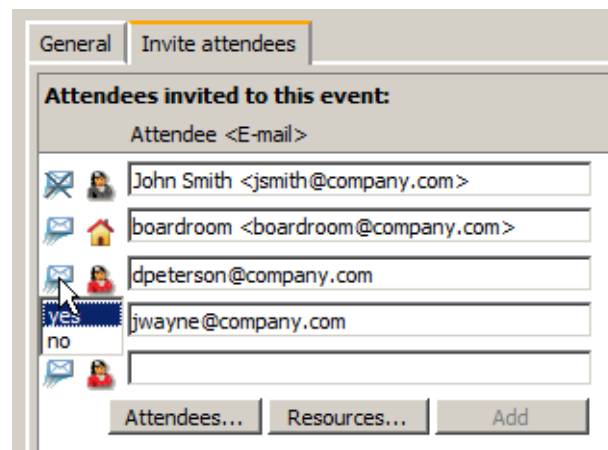 General Invite attendees
Attendees invited to this event:
Attendee <E-mail>
John Smith <jsmith@company.com>
boardroom <boardroom@company.com>
dpeterson@company.com
yes
jwayne@company.com
no
Attendees... Resources... Add